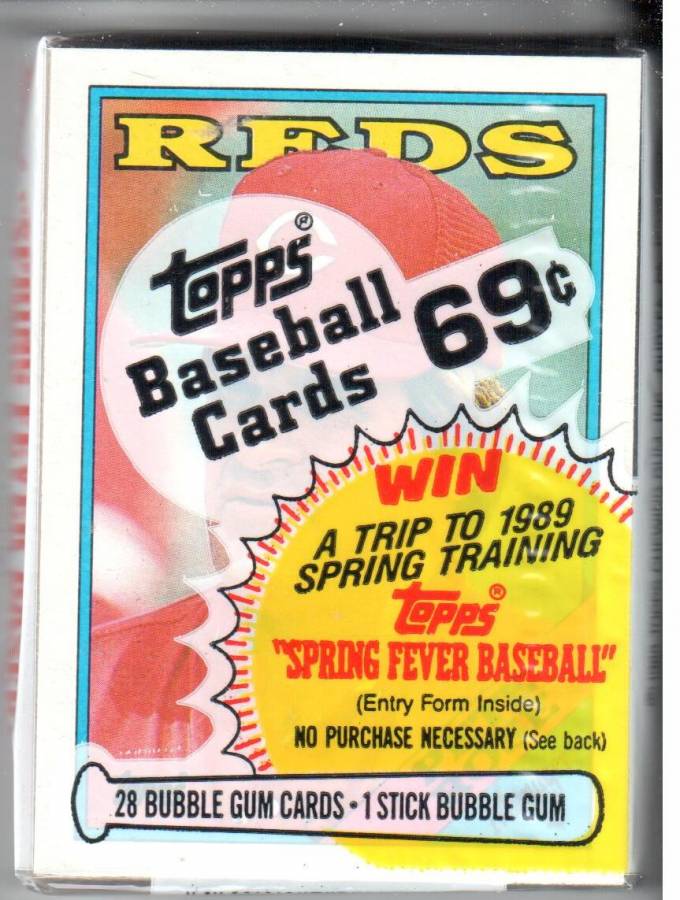 REDS
Topps®
Baseball
Cards
69¢
WIN
A TRIP TO 1989
SPRING TRAINING
Topps®
"SPRING FEVER BASEBALL"
(Entry Form Inside)
NO PURCHASE NECESSARY (See back)
28 BUBBLE GUM CARDS • 1 STICK BUBBLE GUM